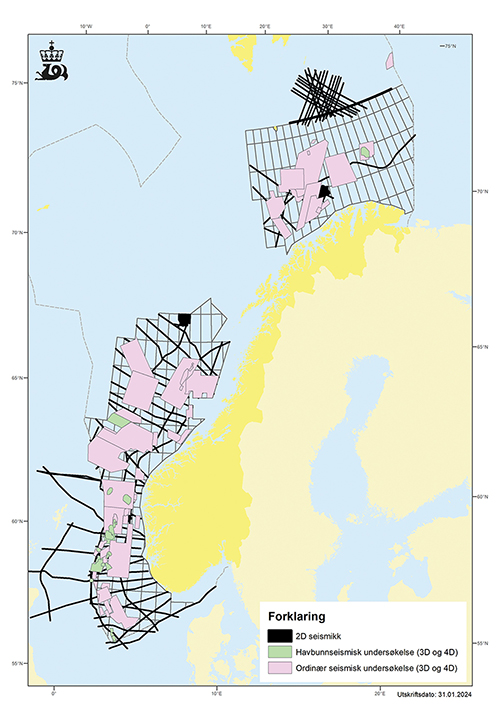 10°W 0° 10°E 20°E 30°E 40°E
75°N
75°N
70°N
70°N
65°N
65°N
60°N
60°N
55°N
55°N
Forklaring
2D seismikk
Havbunnseismisk undersøkelse (3D og 4D)
Ordinær seismisk undersøkelse (3D og 4D)
0° 10°E 20°E
Utskriftsdato: 31.01.2024